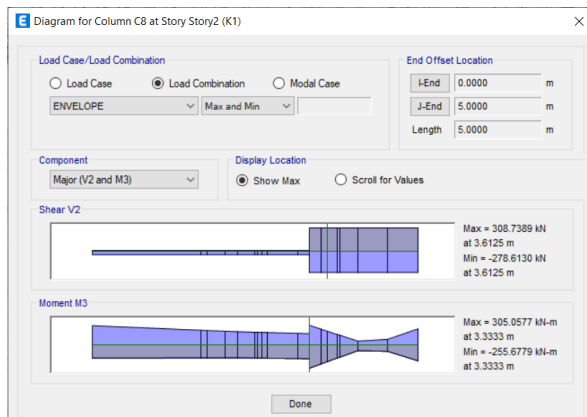 E Diagram for Column C8 at Story Story2 (K1)
Load Case/Load Combination
Load Case Load Combination Modal Case
ENVELOPE Max and Min
End Offset Location
I-End 0.0000 m
J-End 5.0000 m
Length 5.0000 m
Component
Major (V2 and M3)
Display Location
Show Max Scroll for Values
Shear V2
Max = 308.7389 kN
at 3.6125 m
Min = -278.6130 kN
at 3.6125 m
Moment M3
Max = 305.0577 kN-m
at 3.3333 m
Min = -255.6779 kN-m
at 3.3333 m
Done